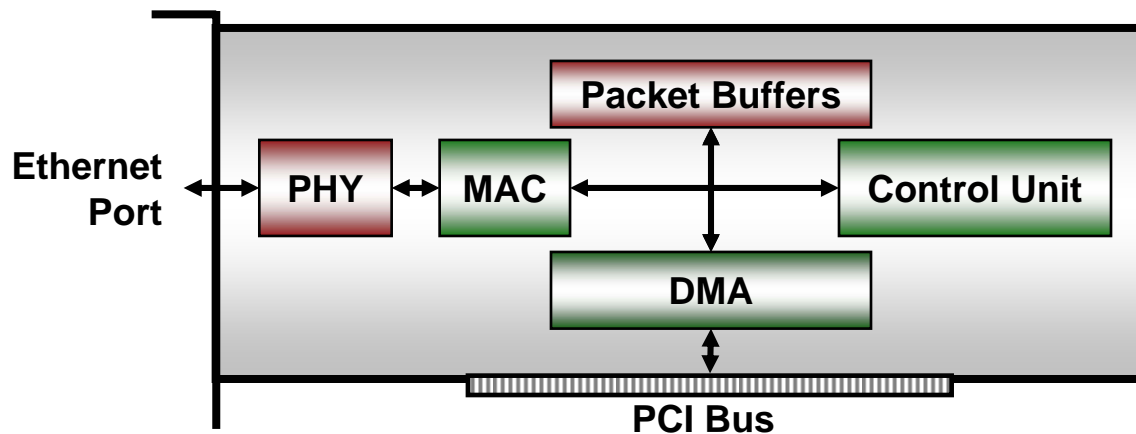 Packet Buffers
Ethernet
Port
PHY
MAC
Control Unit
DMA
PCI Bus